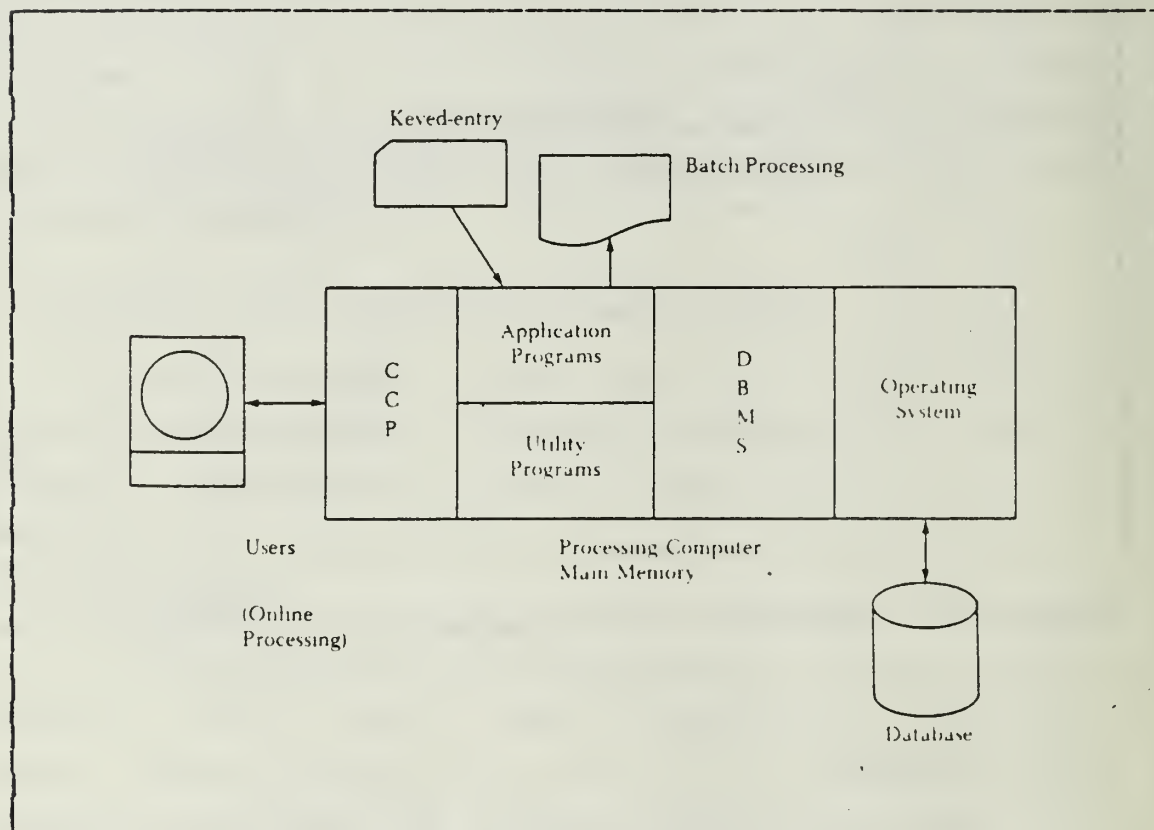 Keyed-entry
Batch Processing
Application
Programs
C
C
P
D
B
M
S
Operating
System
Utility
Programs
Users
Processing Computer
Main Memory
(Online
Processing)
Database